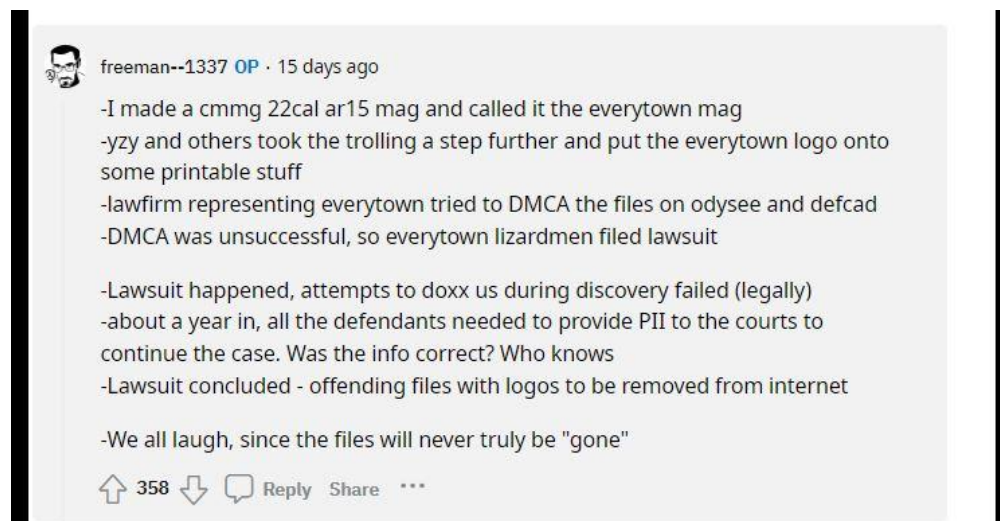 freeman--1337 OP · 15 days ago
-I made a cmmg 22cal ar15 mag and called it the everytown mag
-yzy and others took the trolling a step further and put the everytown logo onto
some printable stuff
-lawfirm representing everytown tried to DMCA the files on odysee and defcad
-DMCA was unsuccessful, so everytown lizardmen filed lawsuit
-Lawsuit happened, attempts to doxx us during discovery failed (legally)
-about a year in, all the defendants needed to provide PII to the courts to
continue the case. Was the info correct? Who knows
-Lawsuit concluded - offending files with logos to be removed from internet
-We all laugh, since the files will never truly be "gone"
358 Reply Share ...